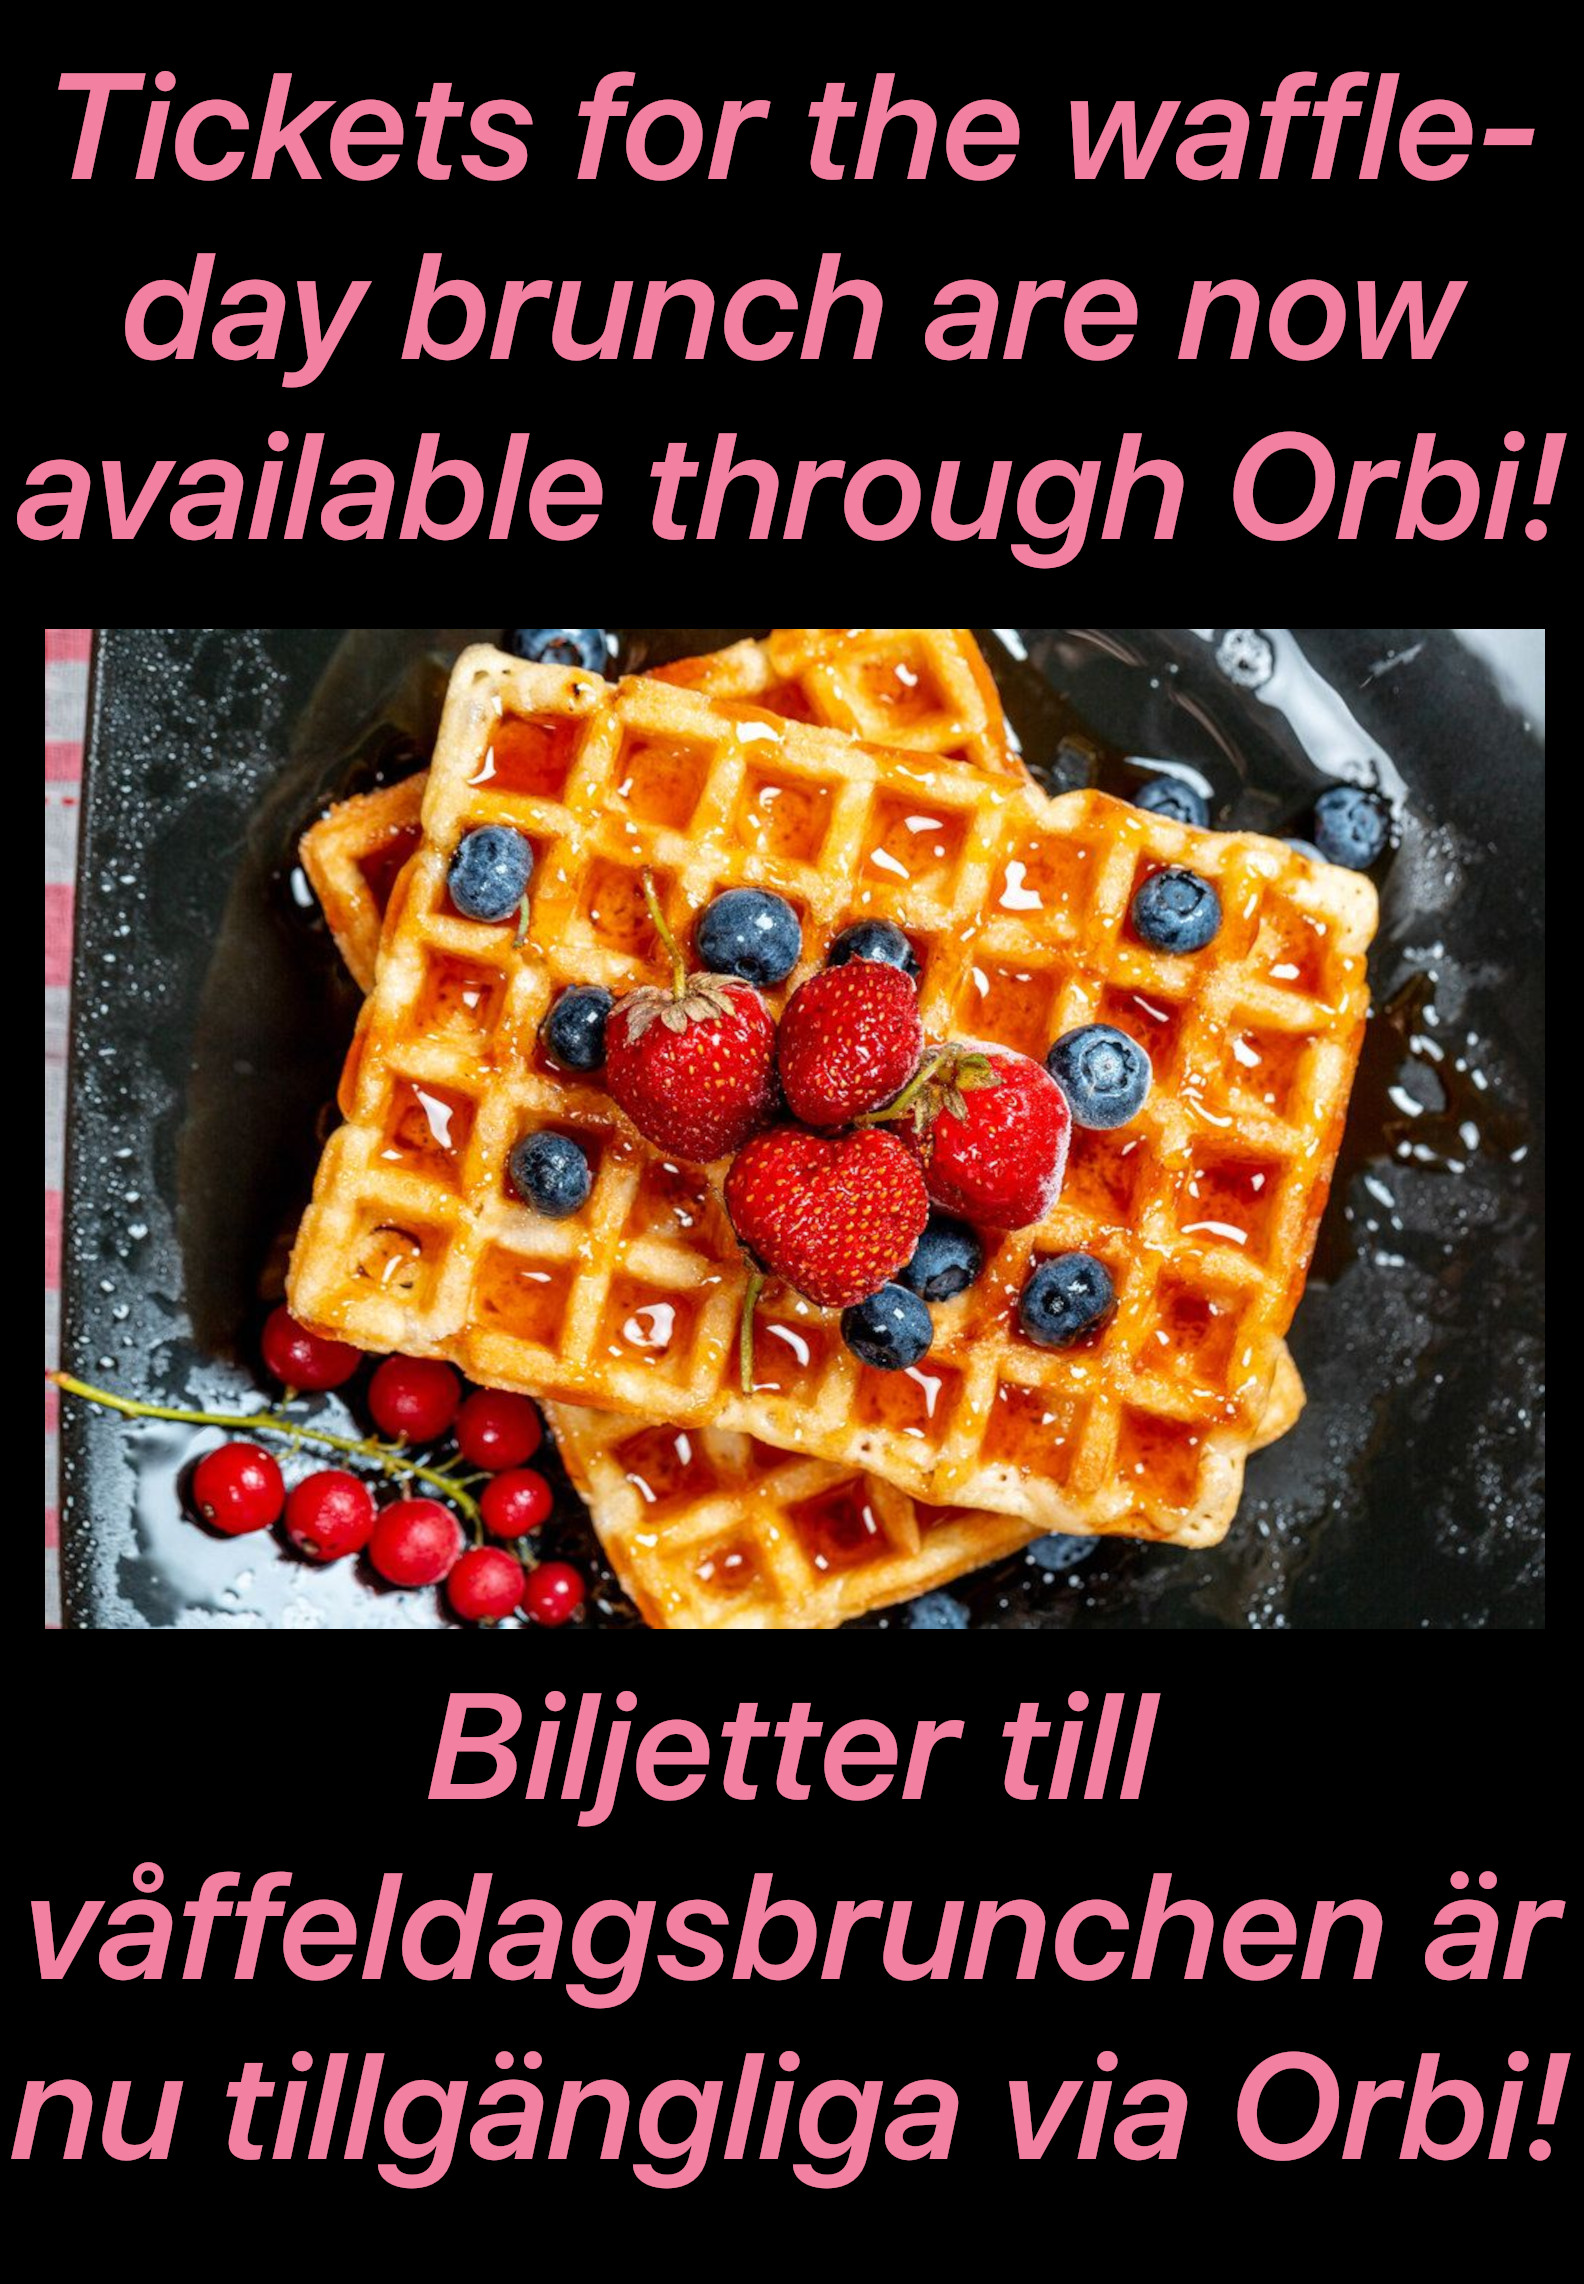 Tickets for the waffle-
day brunch are now
available through Orbi!
Biljetter till
våffeldagsbrunchen är
nu tillgängliga via Orbi!